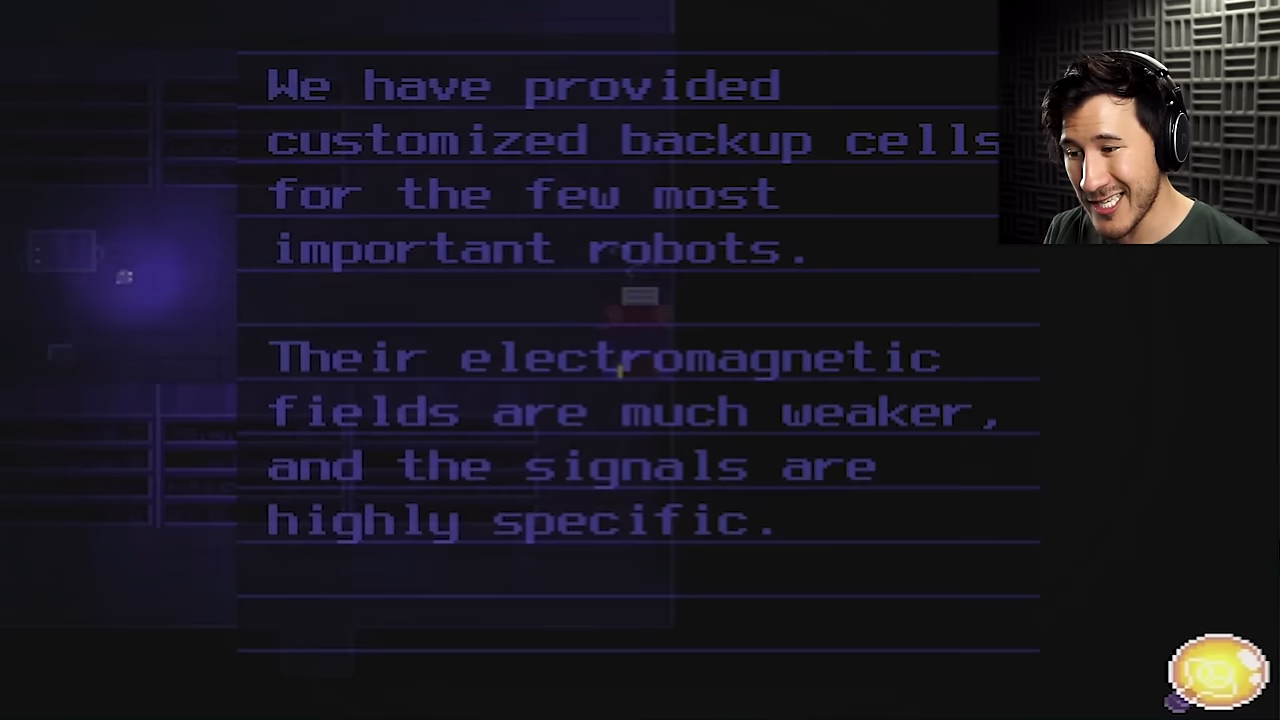 We have provided
customized backup cells
for the few most
important robots.
Their electromagnetic
fields are much weaker,
and the signals are
highly specific.